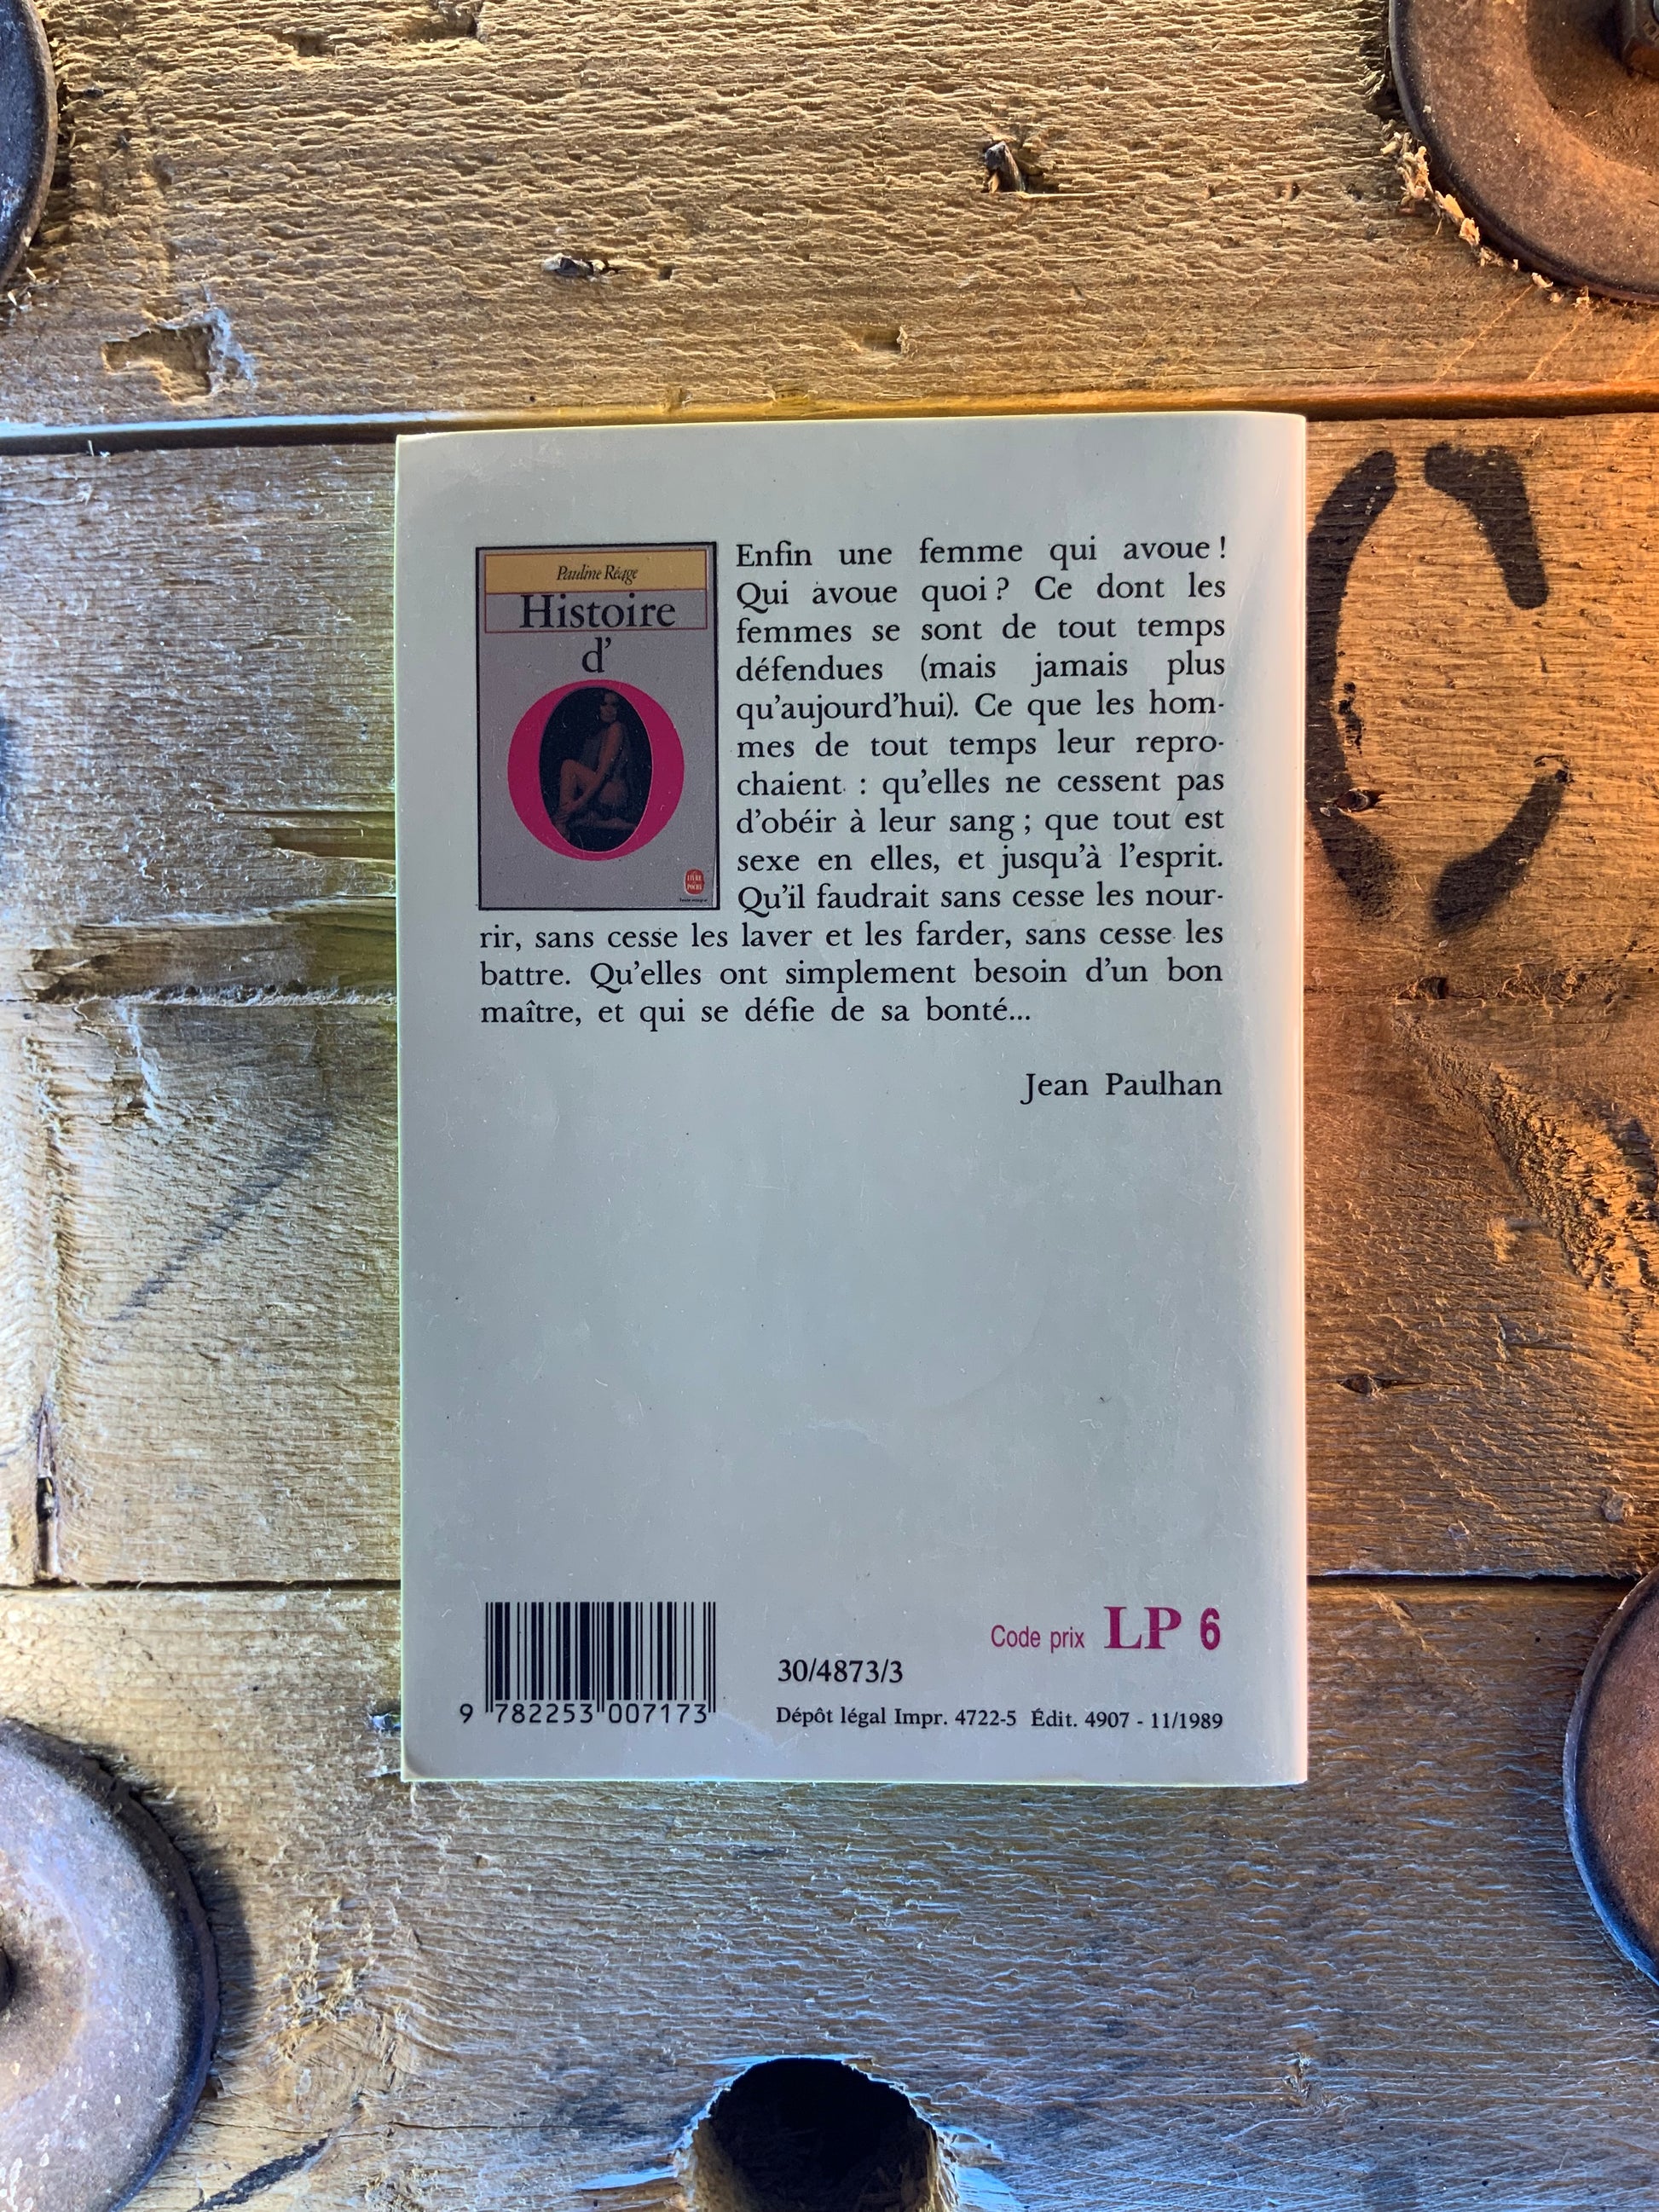 Pauline Réage
Histoire
d'
O
LE LIVRE DE POCHE
Enfin une femme qui avoue !
Qui avoue quoi ? Ce dont les
femmes se sont de tout temps
défendues (mais jamais plus
qu'aujourd'hui). Ce que les hom-
mes de tout temps leur repro-
chaient : qu'elles ne cessent pas
d'obéir à leur sang ; que tout est
sexe en elles, et jusqu'à l'esprit.
Qu'il faudrait sans cesse les nour-
rir, sans cesse les laver et les farder, sans cesse les
battre. Qu'elles ont simplement besoin d'un bon
maître, et qui se défie de sa bonté...
Jean Paulhan
9 782253 007173
Code prix LP 6
30/4873/3
Dépôt légal Impr. 4722-5 Édit. 4907 - 11/1989